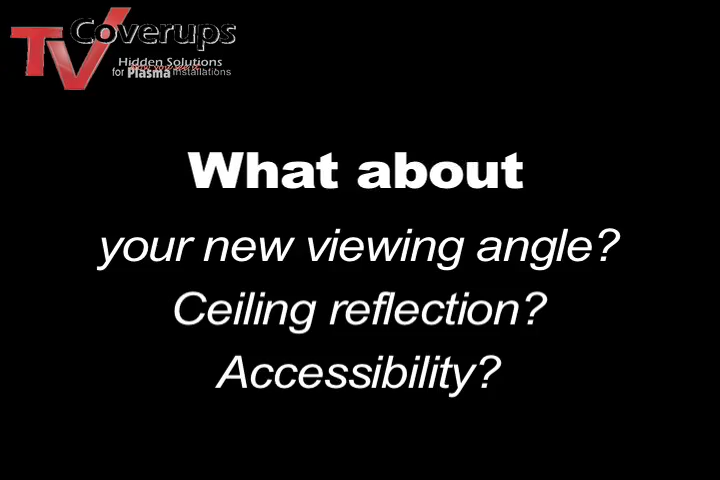 TV Coverups
Hidden Solutions
for Plasma Installations
What about
your new viewing angle?
Ceiling reflection?
Accessibility?